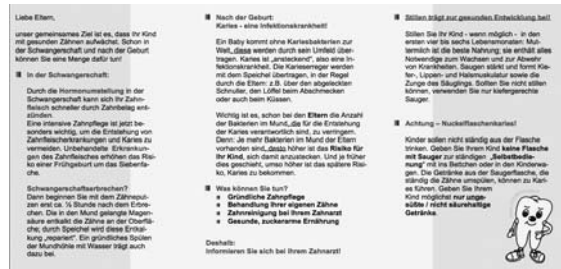 Liebe Eltern,
unser gemeinsames Ziel ist es, dass Ihr Kind
mit gesunden Zähnen aufwächst. Schon in
der Schwangerschaft und nach der Geburt
können Sie eine Menge dafür tun!
In der Schwangerschaft:
Durch die Hormonumstellung in der
Schwangerschaft kann sich Ihr Zahn-
fleisch schneller durch Zahnbelag ent-
zünden.
Eine intensive Zahnpflege ist jetzt be-
sonders wichtig, um die Entstehung von
Zahnfleischerkrankungen und Karies zu
vermeiden. Unbehandelte Erkrankun-
gen des Zahnfleisches erhöhen das Risi-
ko einer Frühgeburt um das Siebenfa-
che.
Schwangerschaftserbrechen?
Dann beginnen Sie mit dem Zähneput-
zen erst ca. ½ Stunde nach dem Erbre-
chen. Die in den Mund gelangte Magen-
säure entkalkt die Zähne an der Oberflä-
che; durch Speichel wird diese Entkal-
kung „repariert". Ein gründliches Spülen
der Mundhöhle mit Wasser trägt auch
dazu bei.
Nach der Geburt:
Karies - eine Infektionskrankheit!
Ein Baby kommt ohne Kariesbakterien zur
Welt, diese werden durch sein Umfeld über-
tragen. Karies ist „ansteckend", also eine In-
fektionskrankheit. Die Karieserreger werden
mit dem Speichel übertragen, in der Regel
durch die Eltern: z.B. über den abgeleckten
Schnuller, den Löffel beim Abschmecken
oder auch beim Küssen.
Wichtig ist es, schon bei den Eltern die Anzahl
der Bakterien im Mund, die für die Entstehung
der Karies verantwortlich sind, zu verringern.
Denn: Je mehr Bakterien im Mund der Eltern
vorhanden sind, desto höher ist das Risiko für
Ihr Kind, sich damit anzustecken. Und je früher
dies geschieht, umso höher ist das spätere Risi-
ko, Karies zu bekommen.
Was können Sie tun?
Gründliche Zahnpflege
Behandlung Ihrer eigenen Zähne
Zahnreinigung bei Ihrem Zahnarzt
Gesunde, zuckerarme Ernährung
Deshalb:
Informieren Sie sich bei Ihrem Zahnarzt!
Stillen trägt zur gesunden Entwicklung bei!
Stillen Sie Ihr Kind - wenn möglich - in den
ersten vier bis sechs Lebensmonaten: Mut-
termilch ist die beste Nahrung; sie enthält alles
Notwendige zum Wachsen und zur Abwehr
von Krankheiten. Saugen stärkt und formt Kie-
fer-, Lippen- und Halsmuskulatur sowie die
Zunge des Säuglings. Sollten Sie nicht stillen
können, verwenden Sie nur kiefergerechte
Sauger.
Achtung – Nuckelflaschenkaries!
Kinder sollen nicht ständig aus der Flasche
trinken. Geben Sie Ihrem Kind keine Flasche
mit Sauger zur ständigen „Selbstbedie-
nung" mit ins Bettchen oder in den Kinderwa-
gen. Die Getränke aus der Saugerflasche, die
ständig die Zähne umspülen, können zu Kari-
es führen. Geben Sie Ihrem
Kind möglichst nur unge-
süßte / nicht säurehaltige
Getränke.